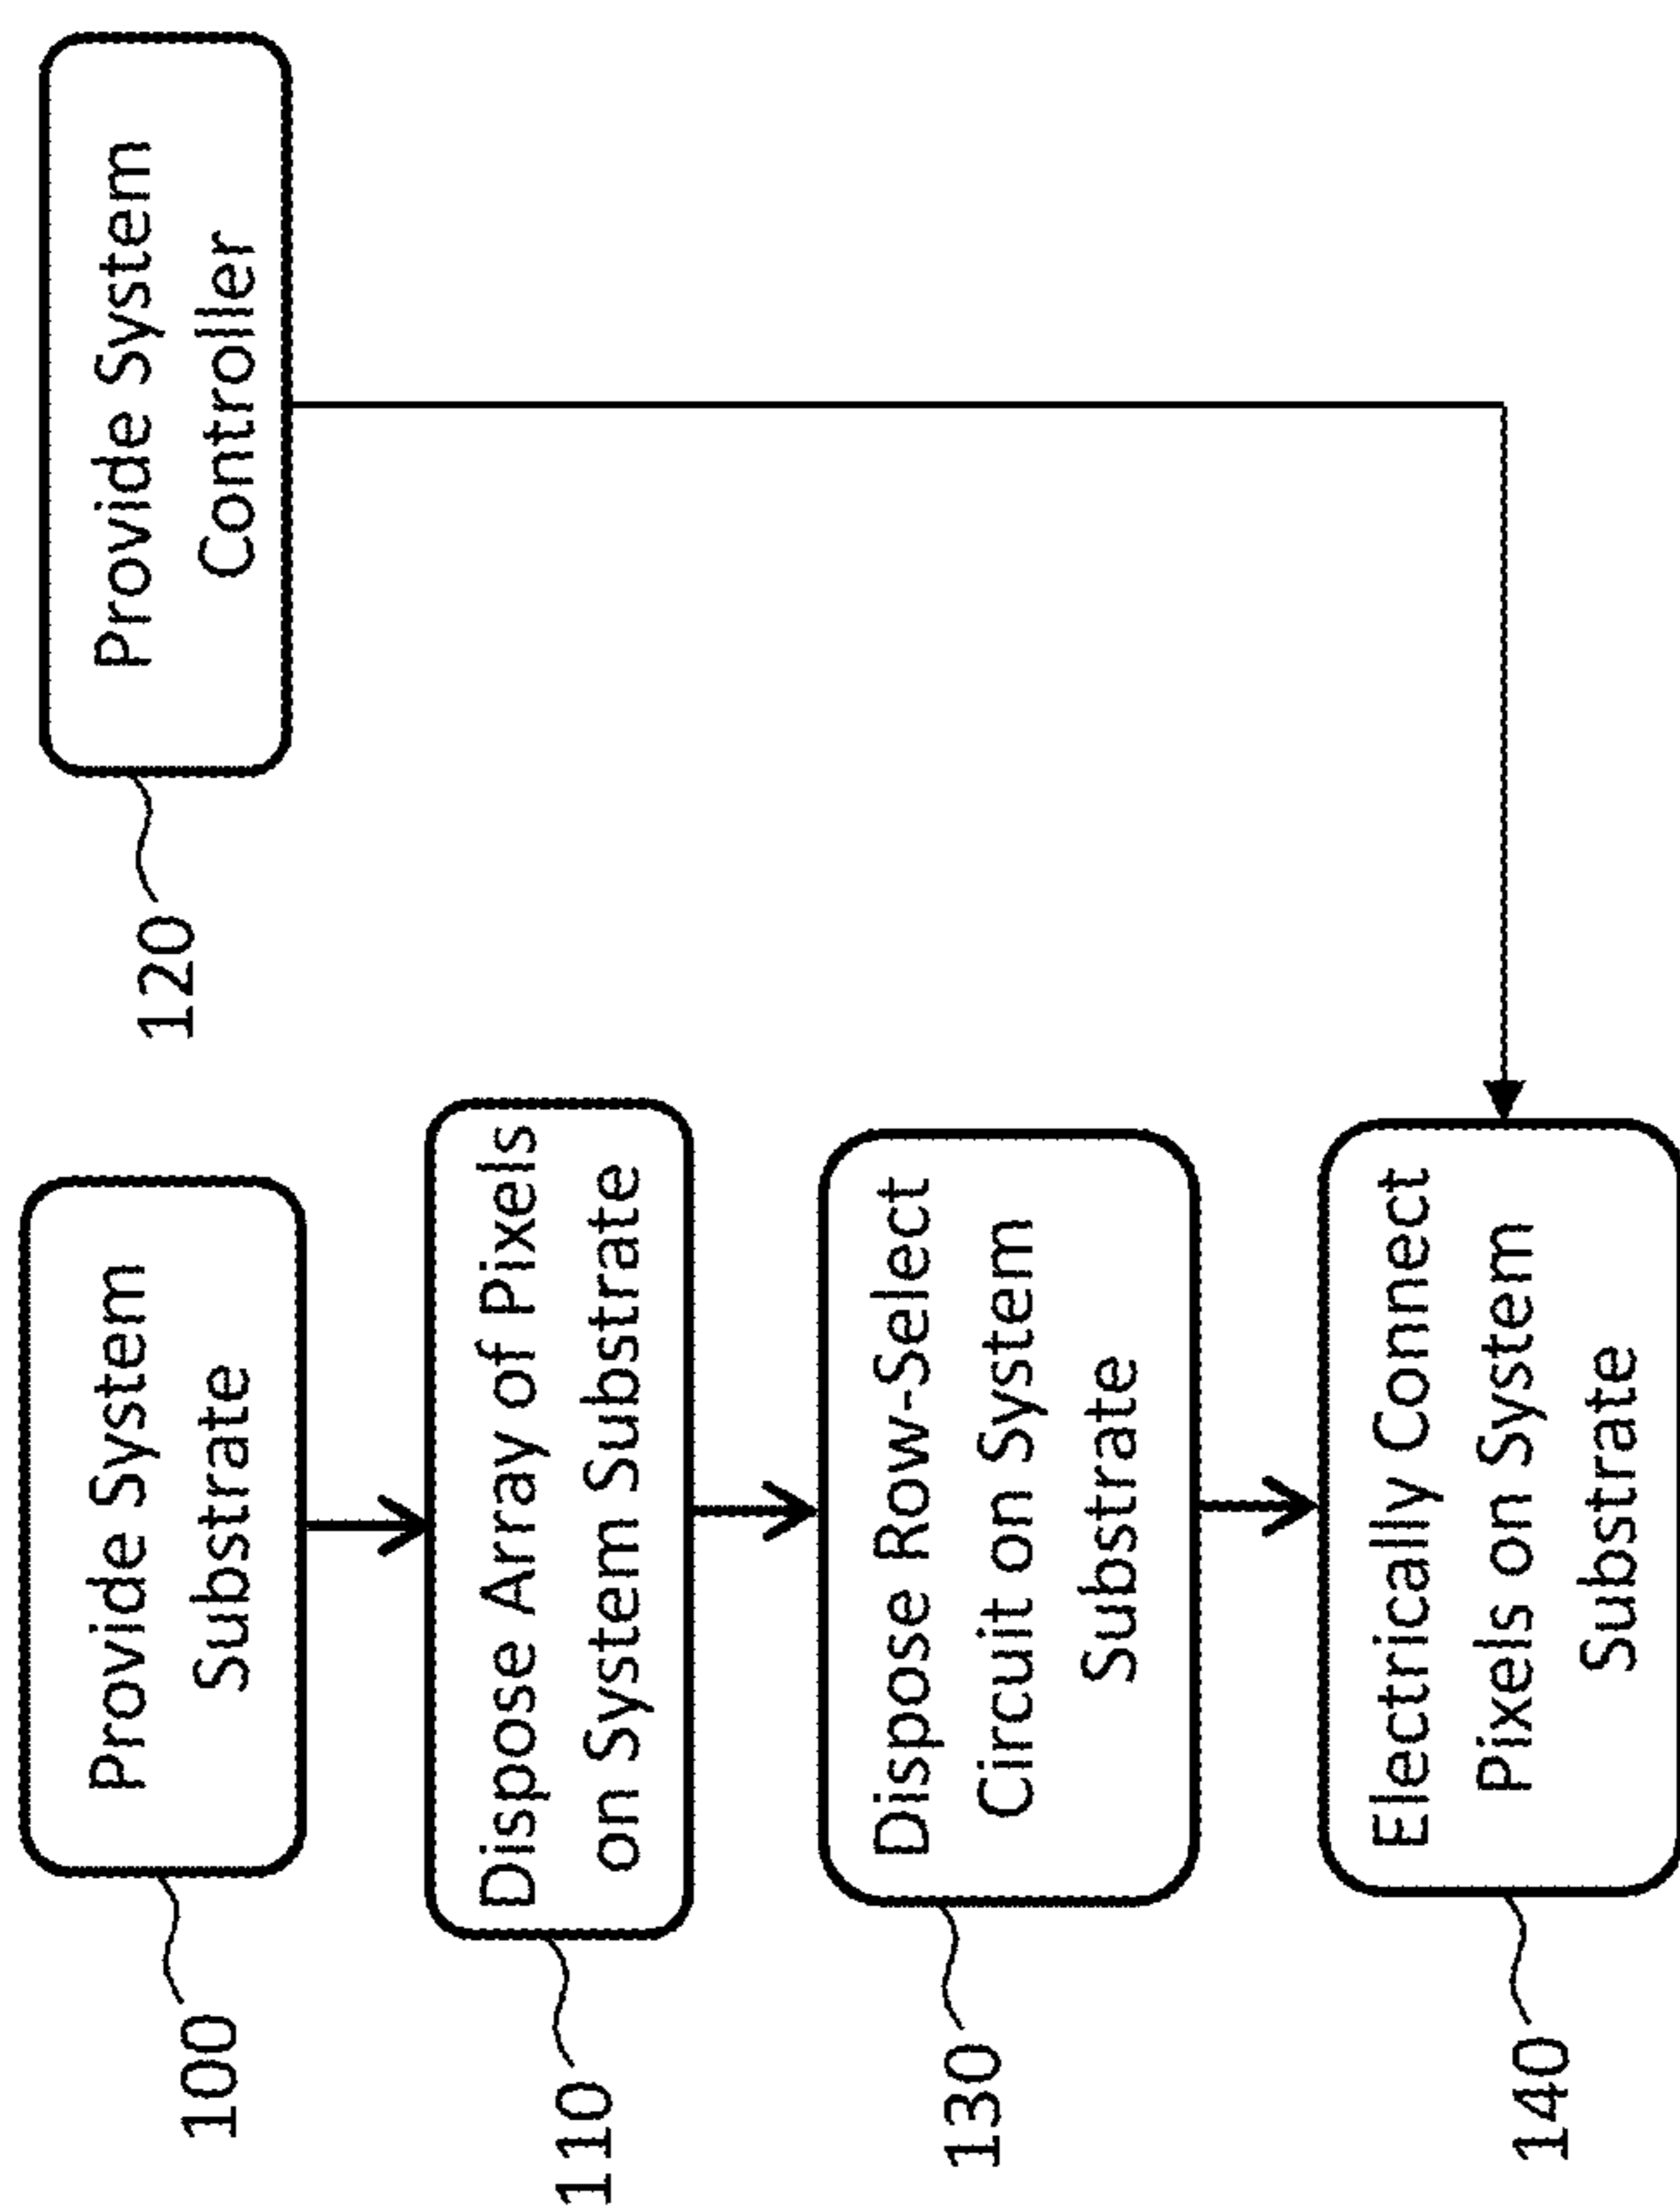 100
Provide System
Substrate
120
Provide System
Controller
110
Dispose Array of Pixels
on System Substrate
130
Dispose Row-Select
Circuit on System
Substrate
140
Electrically Connect
Pixels on System
Substrate